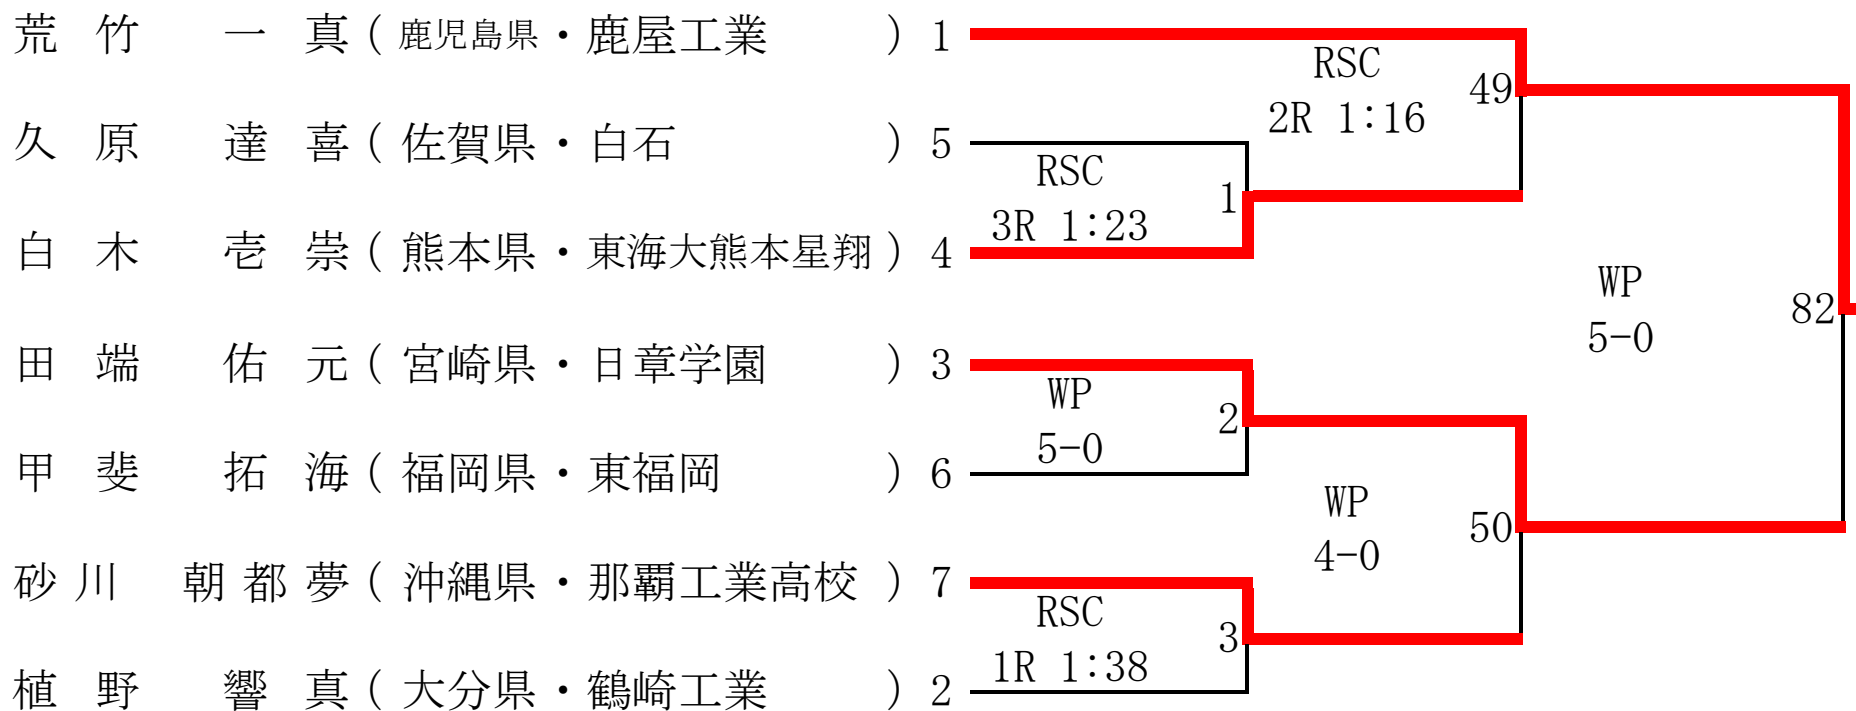 荒竹 一真(鹿児島県・鹿屋工業)1
RSC
2R 1:16
49
久原 達喜(佐賀県・白石)5
RSC
3R 1:23
1
白木 壱崇(熊本県・東海大熊本星翔)4
WP
5-0
82
田端 佑元(宮崎県・日章学園)3
WP
5-0
2
甲斐 拓海(福岡県・東福岡)6
WP
4-0
50
砂川 朝都夢(沖縄県・那覇工業高校)7
RSC
1R 1:38
3
植野 響真(大分県・鶴崎工業)2